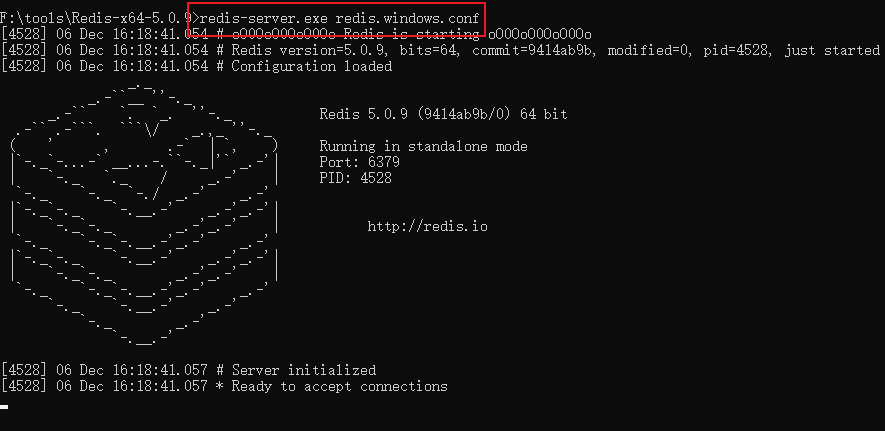 F:\tools\Redis-x64-5.0.9>redis-server.exe redis.windows.conf
[4528] 06 Dec 16:18:41.054 # oO0OoO0OoO0Oo Redis is starting oO0OoO0OoO0Oo
[4528] 06 Dec 16:18:41.054 # Redis version=5.0.9, bits=64, commit=9414ab9b, modified=0, pid=4528, just started
[4528] 06 Dec 16:18:41.054 # Configuration loaded
Redis 5.0.9 (9414ab9b/0) 64 bit
Running in standalone mode
Port: 6379
PID: 4528
http://redis.io
[4528] 06 Dec 16:18:41.057 # Server initialized
[4528] 06 Dec 16:18:41.057 * Ready to accept connections